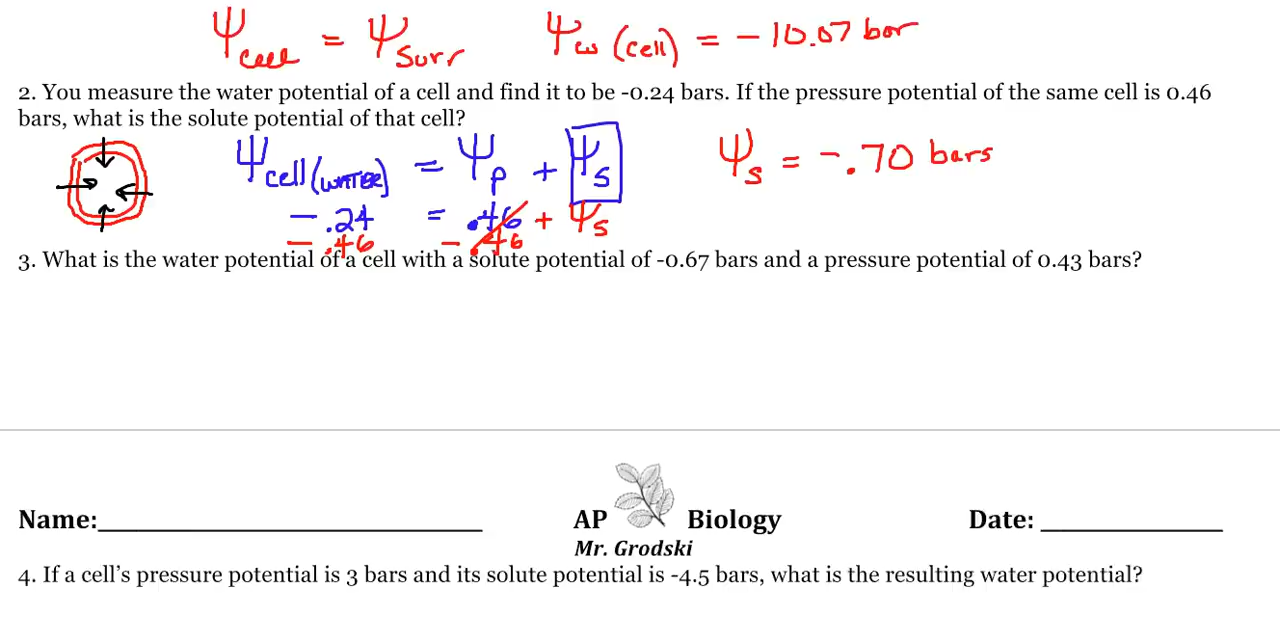 Ψcell = Ψsurr Ψw (cell) = - 10.07 bar
2. You measure the water potential of a cell and find it to be -0.24 bars. If the pressure potential of the same cell is 0.46
bars, what is the solute potential of that cell?
Ψcell (WATER) = Ψp + Ψs Ψs = -.70 bars
- .24 = .46 + Ψs
- .46 - .46
3. What is the water potential of a cell with a solute potential of -0.67 bars and a pressure potential of 0.43 bars?
Name: AP Biology Date:
Mr. Grodski
4. If a cell's pressure potential is 3 bars and its solute potential is -4.5 bars, what is the resulting water potential?